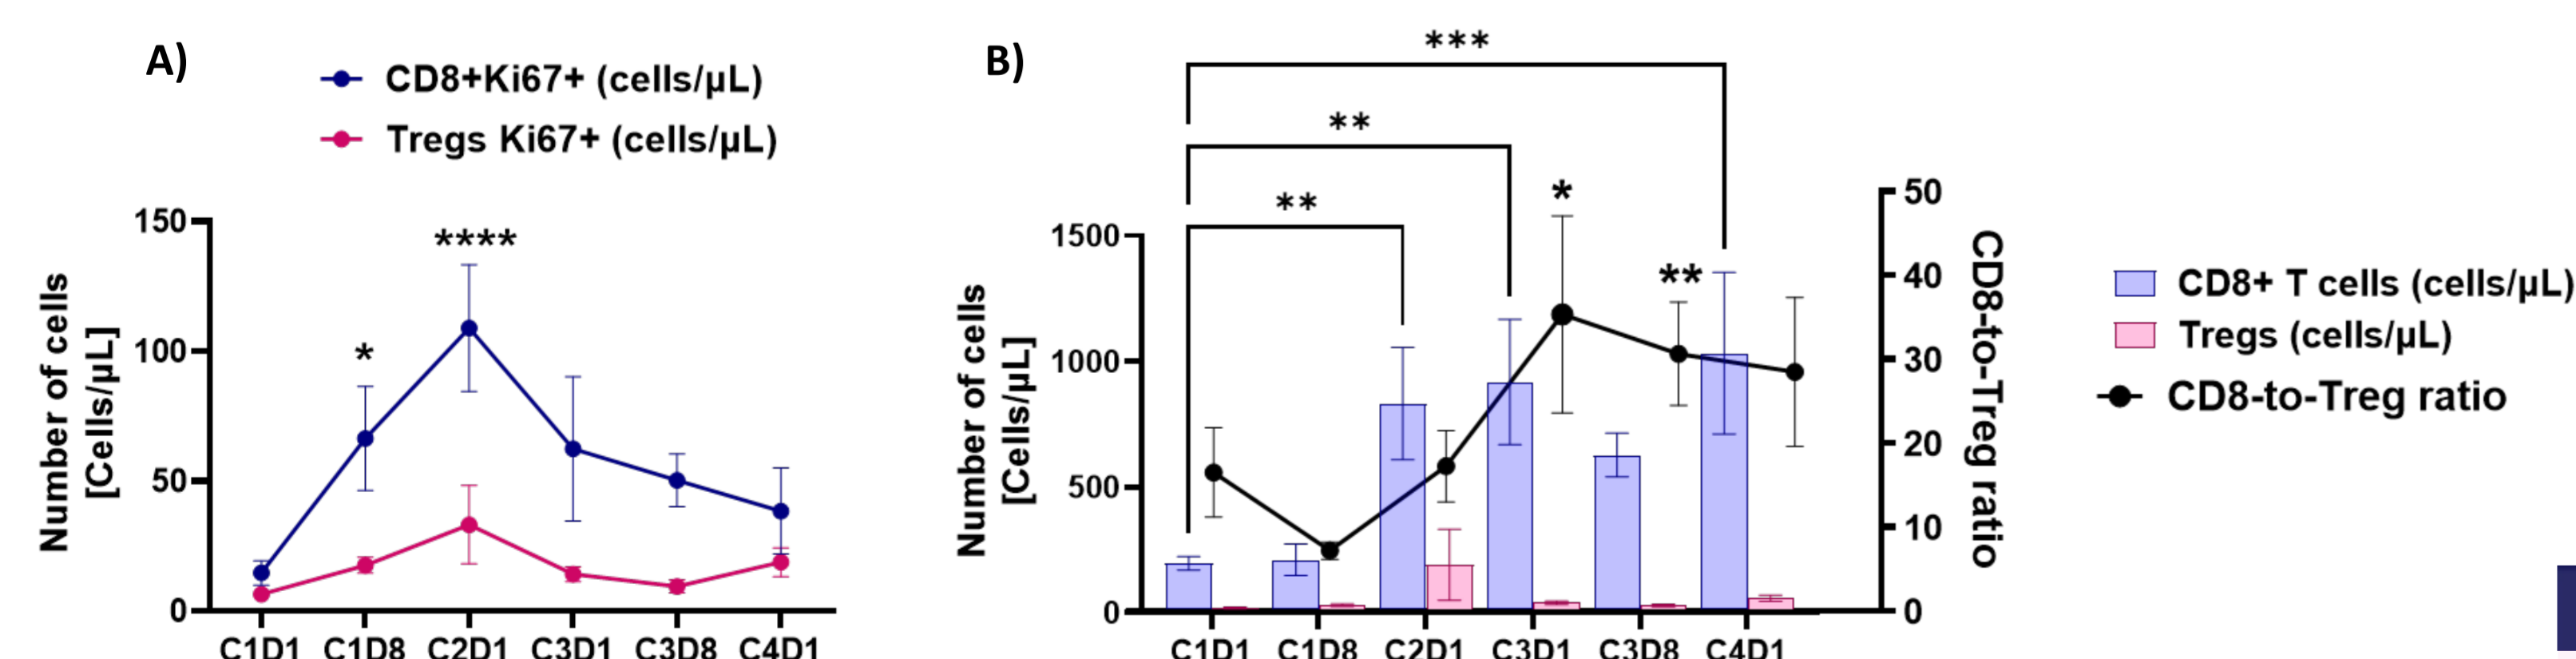 A)
CD8+Ki67+ (cells/µL)
Tregs Ki67+ (cells/µL)
Number of cells
[Cells/µL]
150
100
50
0
*
****
C1D1 C1D8 C2D1 C3D1 C3D8 C4D1
B)
***
**
**
*
**
Number of cells
[Cells/µL]
1500
1000
500
0
50
40
30
20
10
0
CD8-to-Treg ratio
C1D1 C1D8 C2D1 C3D1 C3D8 C4D1
CD8+ T cells (cells/µL)
Tregs (cells/µL)
CD8-to-Treg ratio